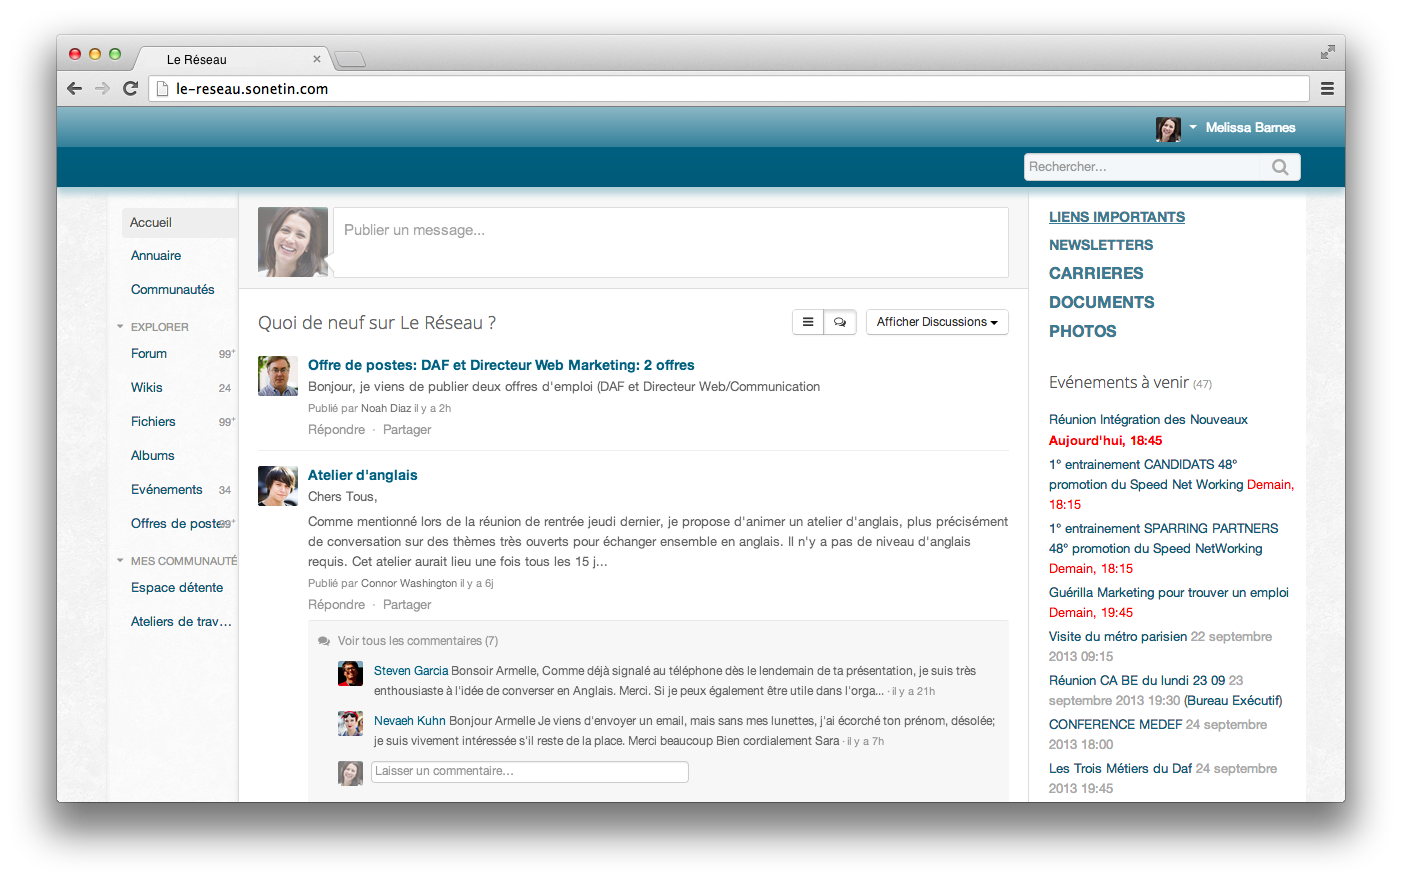 Le Réseau
le-reseau.sonetin.com
Melissa Barnes
Rechercher...
Accueil
Annuaire
Communautés
EXPLORER
Forum 99+
Wikis 24
Fichiers 99+
Albums
Evénements 34
Offres de postes 99+
MES COMMUNAUTÉ
Espace détente
Ateliers de trav...
Publier un message...
Quoi de neuf sur Le Réseau ?
Afficher Discussions
Offre de postes: DAF et Directeur Web Marketing: 2 offres
Bonjour, je viens de publier deux offres d'emploi (DAF et Directeur Web/Communication
Publié par Noah Diaz il y a 2h
Répondre · Partager
Atelier d'anglais
Chers Tous,
Comme mentionné lors de la réunion de rentrée jeudi dernier, je propose d'animer un atelier d'anglais, plus précisément
de conversation sur des thèmes très ouverts pour échanger ensemble en anglais. Il n'y a pas de niveau d'anglais
requis. Cet atelier aurait lieu une fois tous les 15 j...
Publié par Connor Washington il y a 6j
Répondre · Partager
Voir tous les commentaires (7)
Steven Garcia Bonsoir Armelle, Comme déjà signalé au téléphone dès le lendemain de ta présentation, je suis très
enthousiaste à l'idée de converser en Anglais. Merci. Si je peux également être utile dans l'orga... · il y a 21h
Nevaeh Kuhn Bonjour Armelle Je viens d'envoyer un email, mais sans mes lunettes, j'ai écorché ton prénom, désolée;
je suis vivement intéressée s'il reste de la place. Merci beaucoup Bien cordialement Sara · il y a 7h
Laisser un commentaire...
LIENS IMPORTANTS
NEWSLETTERS
CARRIERES
DOCUMENTS
PHOTOS
Evénements à venir (47)
Réunion Intégration des Nouveaux
Aujourd'hui, 18:45
1° entrainement CANDIDATS 48°
promotion du Speed Net Working Demain,
18:15
1° entrainement SPARRING PARTNERS
48° promotion du Speed NetWorking
Demain, 18:15
Guérilla Marketing pour trouver un emploi
Demain, 19:45
Visite du métro parisien 22 septembre
2013 09:15
Réunion CA BE du lundi 23 09 23
septembre 2013 19:30 (Bureau Exécutif)
CONFERENCE MEDEF 24 septembre
2013 18:00
Les Trois Métiers du Daf 24 septembre
2013 19:45